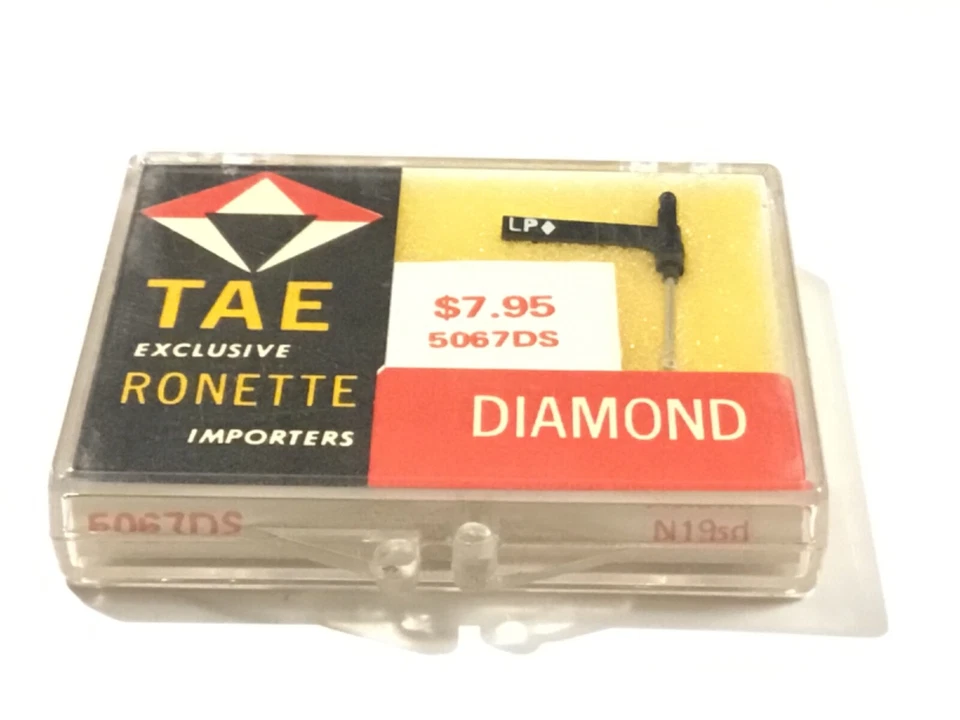 TAE
EXCLUSIVE
RONETTE
IMPORTERS
LP♦
$7.95
5067DS
DIAMOND
5067DS
N19sd